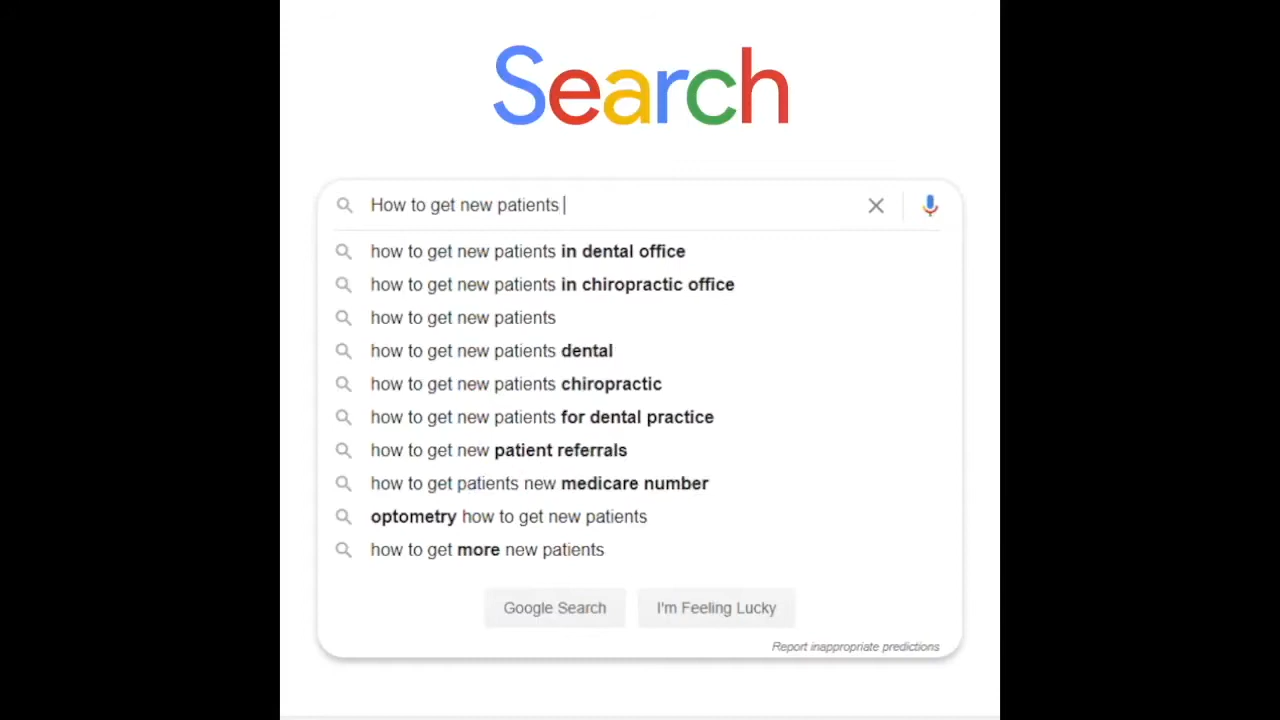 Search
How to get new patients
how to get new patients in dental office
how to get new patients in chiropractic office
how to get new patients
how to get new patients dental
how to get new patients chiropractic
how to get new patients for dental practice
how to get new patient referrals
how to get patients new medicare number
optometry how to get new patients
how to get more new patients
Google Search I'm Feeling Lucky
Report inappropriate predictions